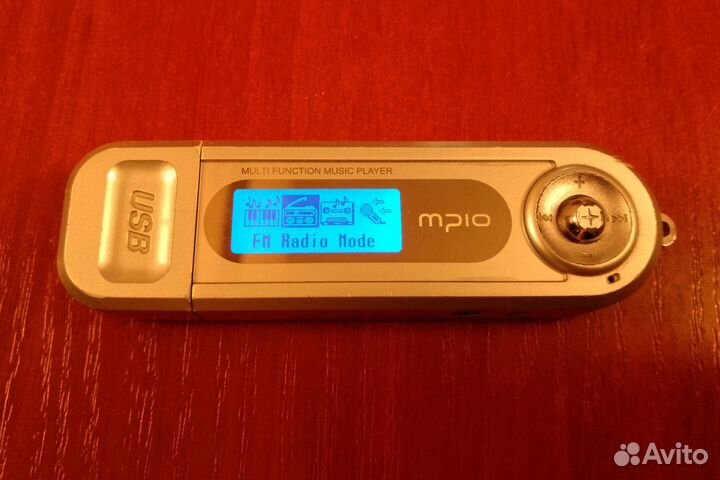 MULTI FUNCTION MUSIC PLAYER
USB
mpio
FM Radio Mode
+
−
Avito